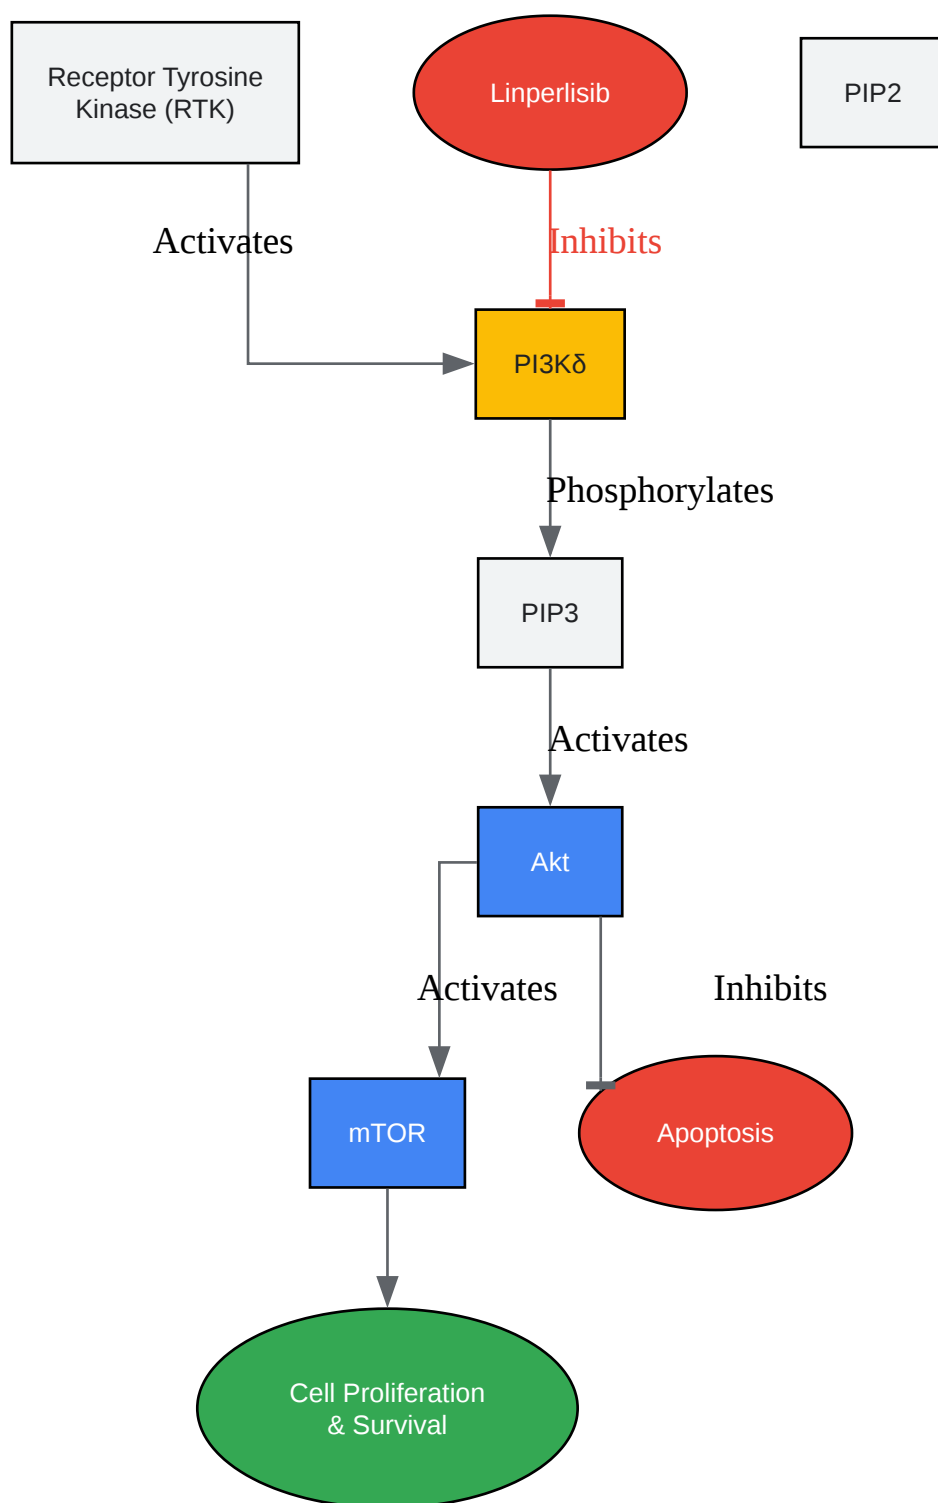 Receptor Tyrosine
Kinase (RTK)
Linperlisib
PIP2
Activates
Inhibits
PI3Kδ
Phosphorylates
PIP3
Activates
Akt
Activates
Inhibits
mTOR
Apoptosis
Cell Proliferation
& Survival